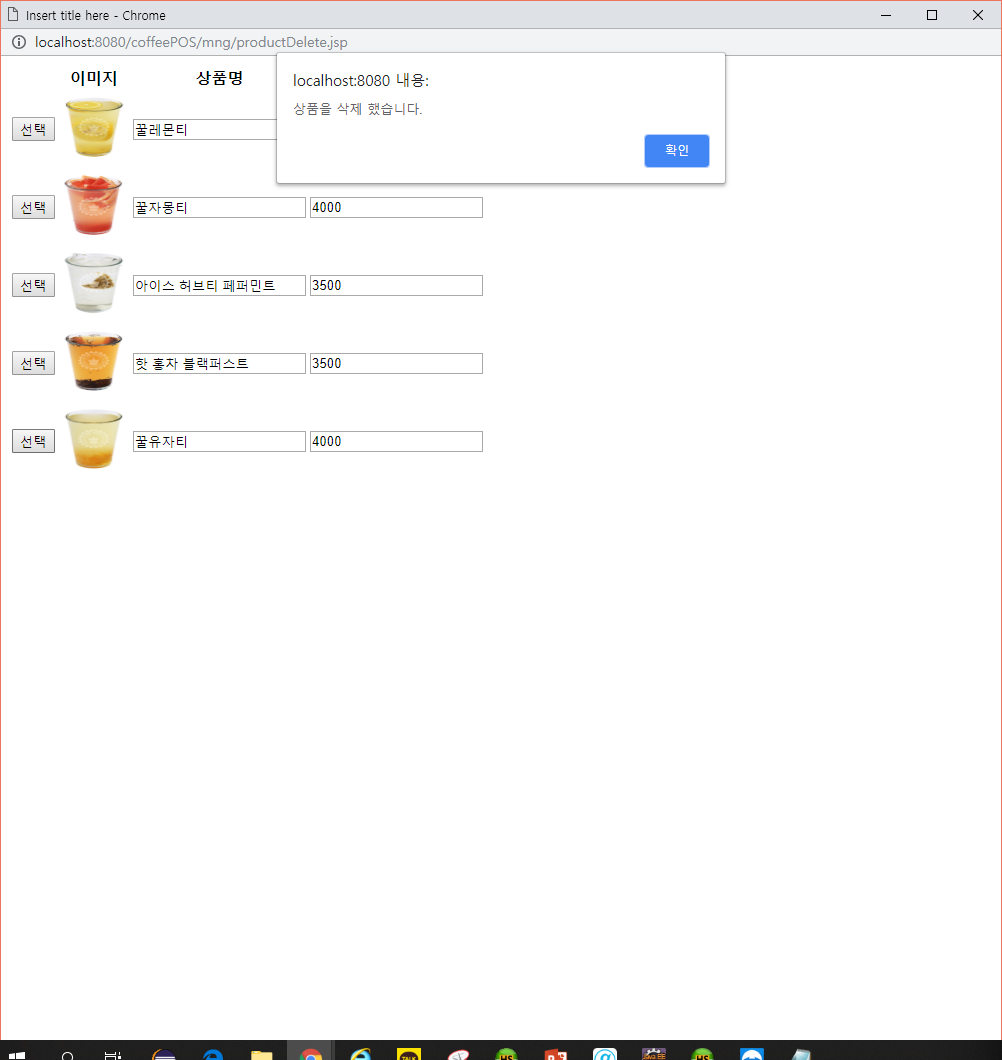 Insert title here - Chrome
localhost:8080/coffeePOS/mng/productDelete.jsp
localhost:8080 내용:
상품을 삭제 했습니다.
확인
이미지 상품명
선택 꿀레몬티
선택 꿀자몽티 4000
선택 아이스 허브티 페퍼민트 3500
선택 핫 홍차 블랙퍼스트 3500
선택 꿀유자티 4000
TALK